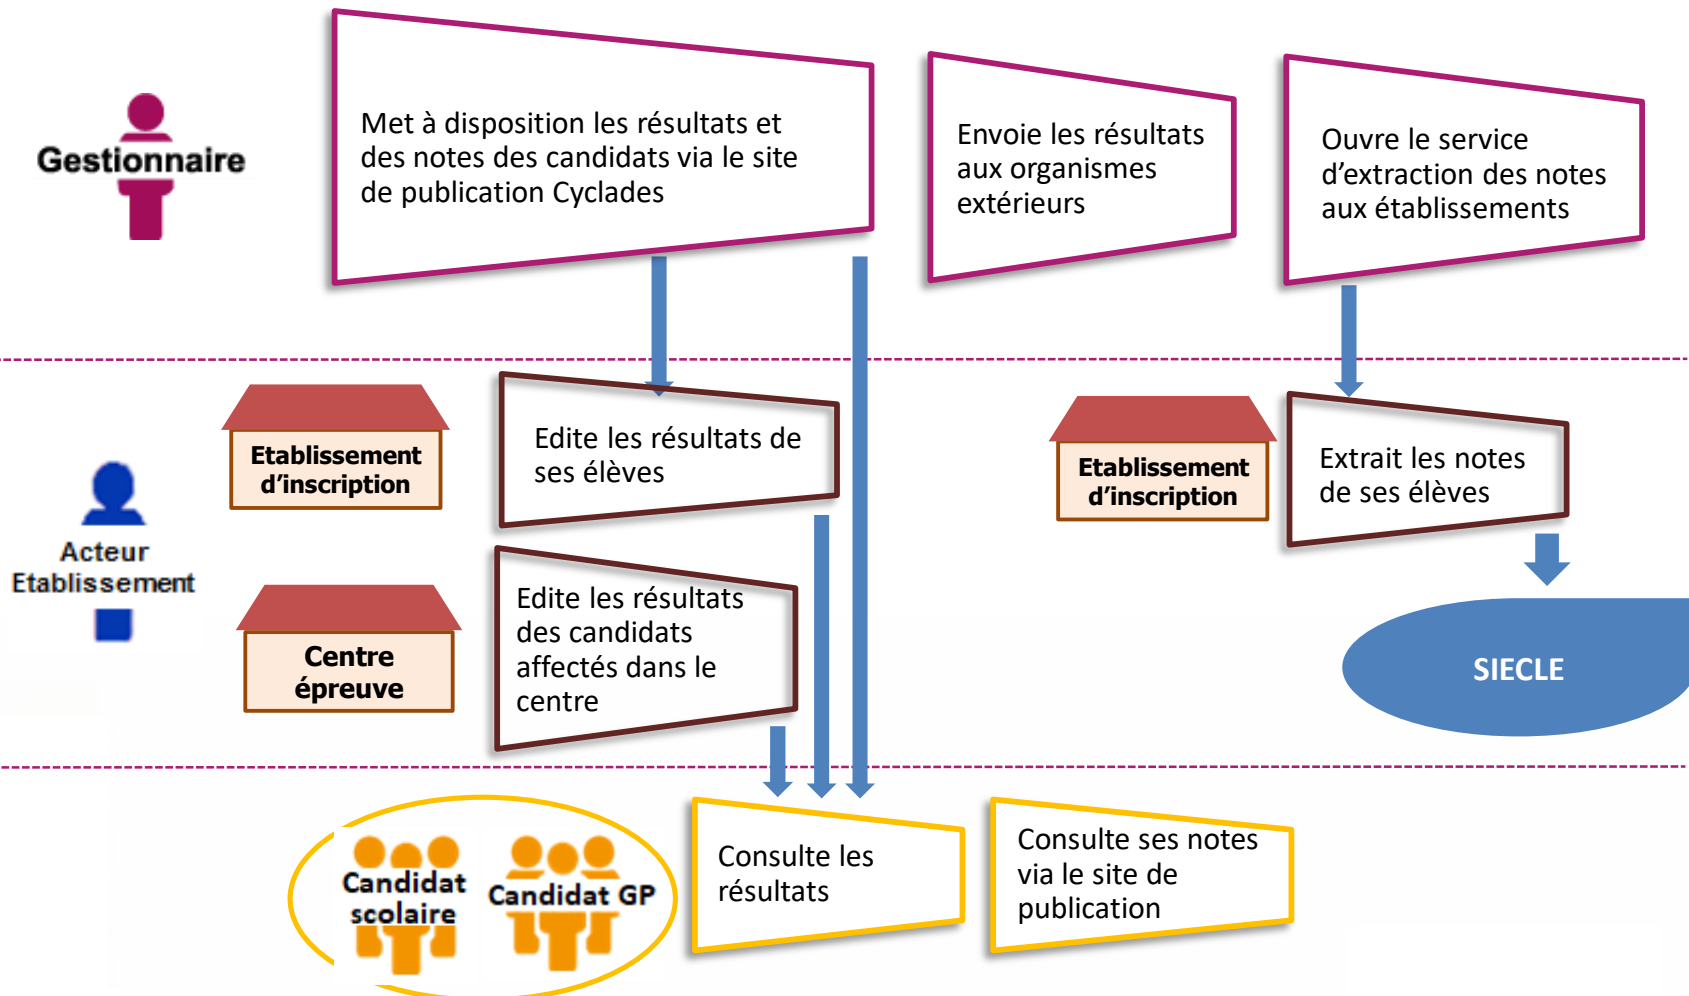 Gestionnaire
Met à disposition les résultats et
des notes des candidats via le site
de publication Cyclades
Envoie les résultats
aux organismes
extérieurs
Ouvre le service
d’extraction des notes
aux établissements
Acteur
Etablissement
Etablissement
d’inscription
Edite les résultats de
ses élèves
Centre
épreuve
Edite les résultats
des candidats
affectés dans le
centre
Etablissement
d’inscription
Extrait les notes
de ses élèves
SIECLE
Candidat
scolaire
Candidat GP
Consulte les
résultats
Consulte ses notes
via le site de
publication